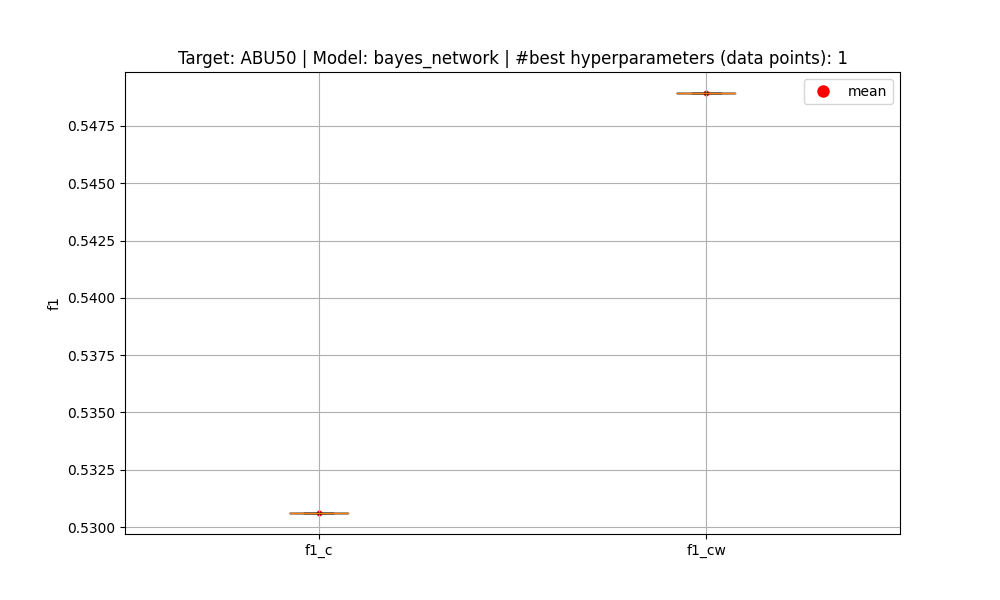 Target: ABU50 | Model: bayes_network | #best hyperparameters (data points): 1
mean
0.5475
0.5450
0.5425
0.5400
0.5375
0.5350
0.5325
0.5300
f1
f1_c
f1_cw